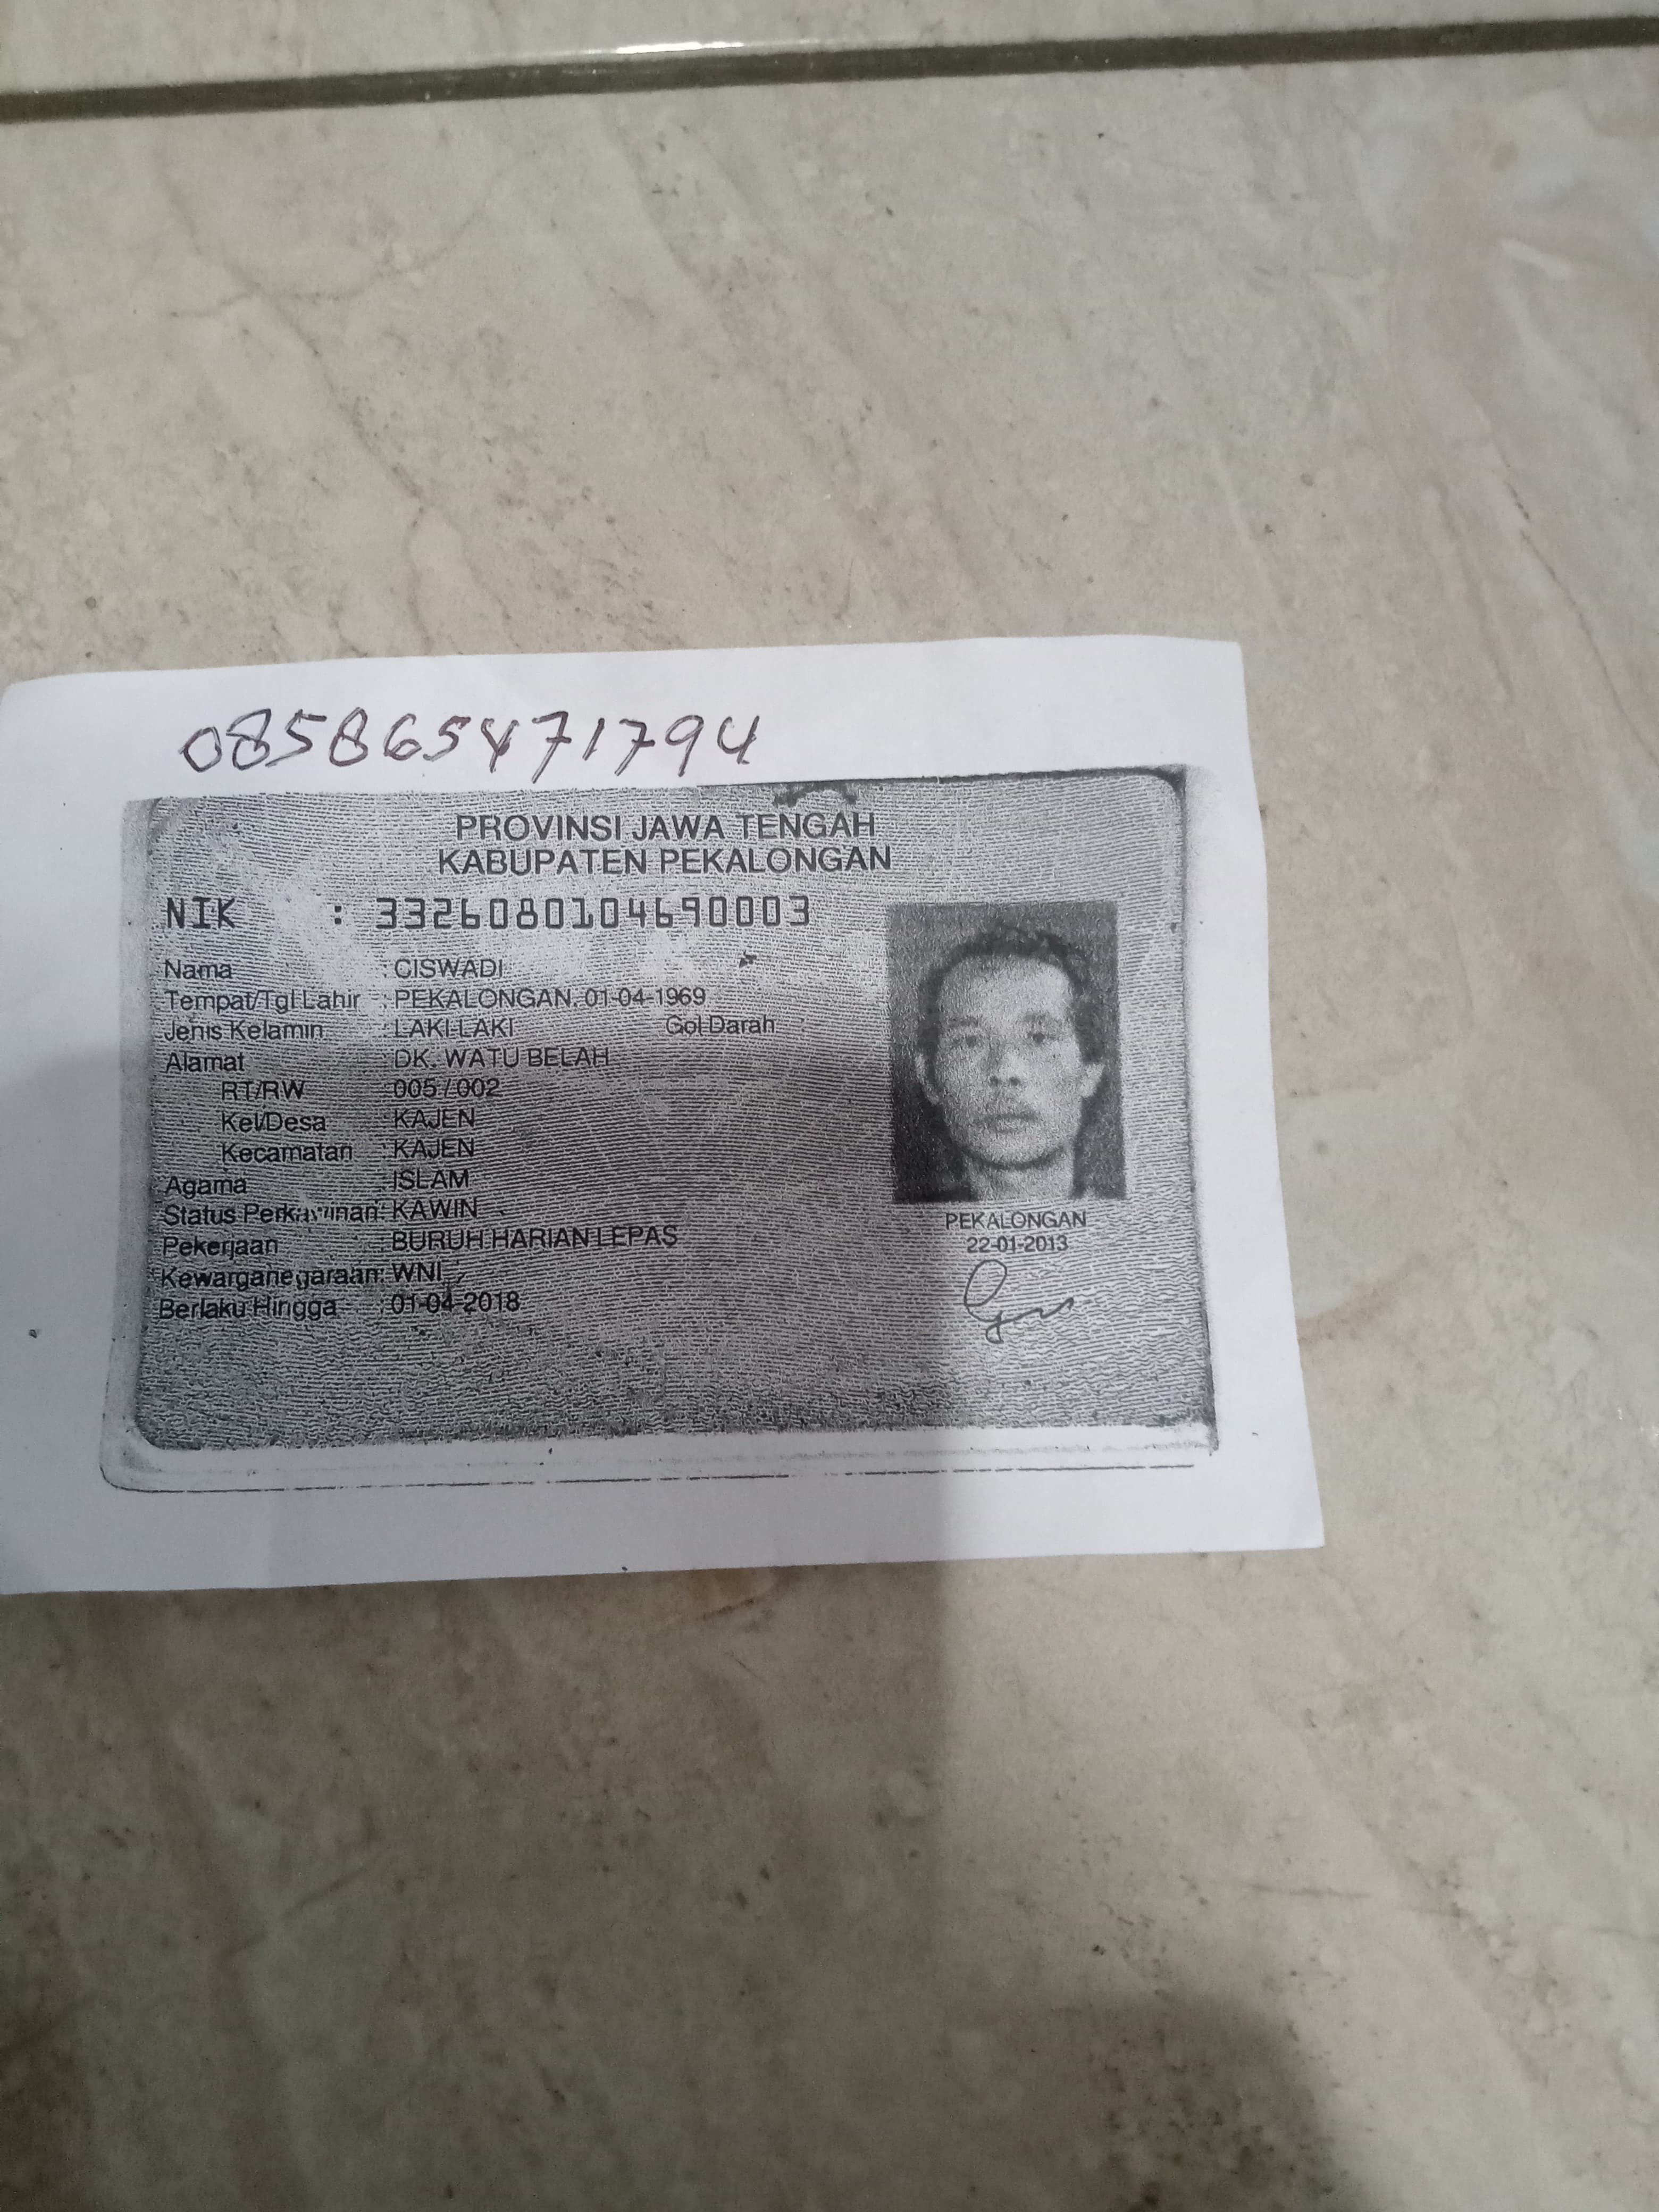 085865471794
PROVINSI JAWA TENGAH
KABUPATEN PEKALONGAN
NIK : 3326080104690003
Nama : CISWADI
Tempat/Tgl Lahir : PEKALONGAN, 01-04-1969
Jenis Kelamin : LAKI-LAKI Gol Darah :
Alamat : DK. WATU BELAH
RT/RW : 005 / 002
Kel/Desa : KAJEN
Kecamatan : KAJEN
Agama : ISLAM
Status Perkawinan: KAWIN
Pekerjaan : BURUH HARIAN LEPAS
Kewarganegaraan: WNI
Berlaku Hingga : 01-04-2018
PEKALONGAN
22-01-2013